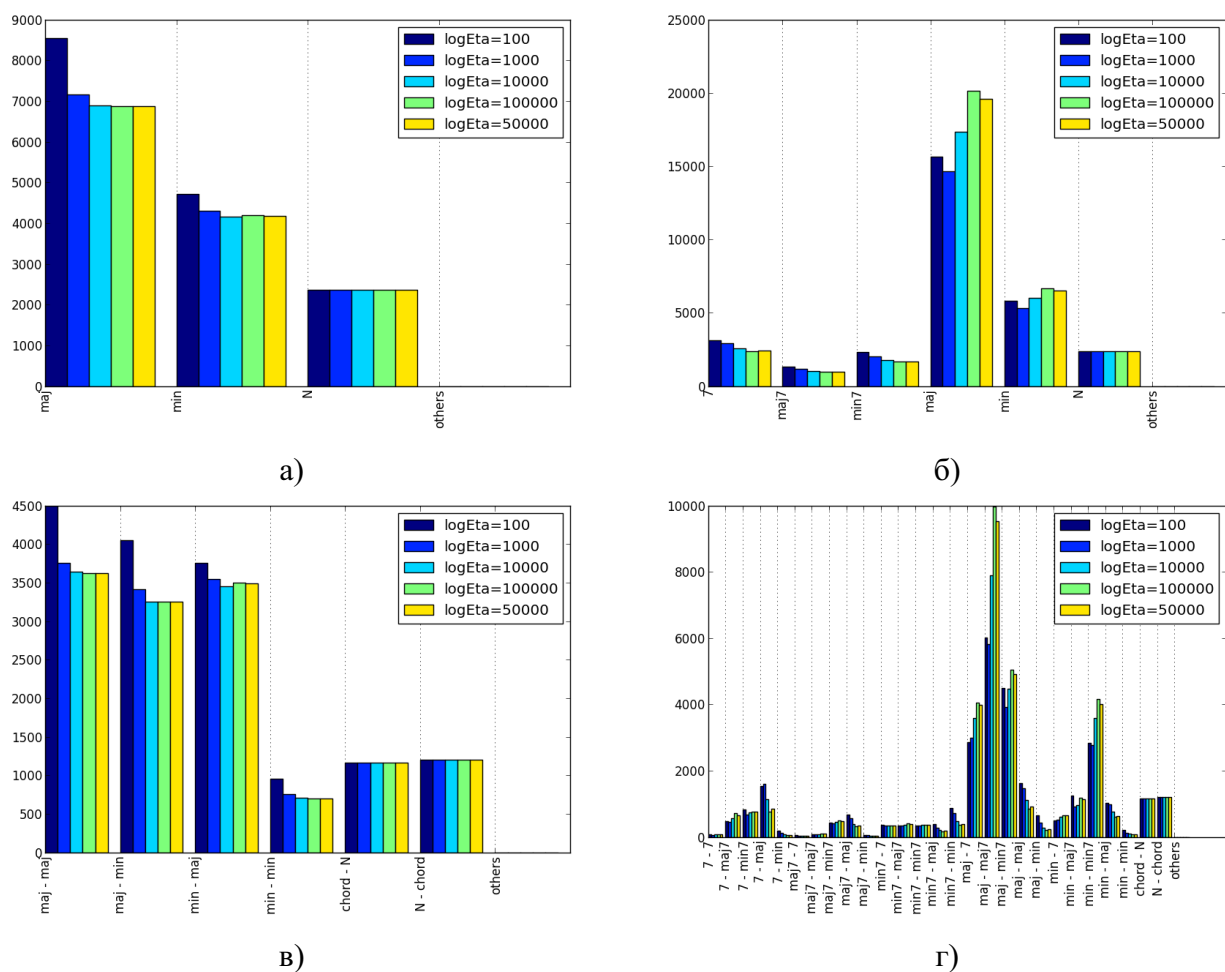 9000
8000
7000
6000
5000
4000
3000
2000
1000
0
logEta=100
logEta=1000
logEta=10000
logEta=100000
logEta=50000
maj
min
N
others
а)
25000
20000
15000
10000
5000
0
logEta=100
logEta=1000
logEta=10000
logEta=100000
logEta=50000
7
maj7
min7
maj
min
N
others
б)
4500
4000
3500
3000
2500
2000
1500
1000
500
0
logEta=100
logEta=1000
logEta=10000
logEta=100000
logEta=50000
maj - maj
maj - min
min - maj
min - min
chord - N
N - chord
others
в)
10000
8000
6000
4000
2000
0
logEta=100
logEta=1000
logEta=10000
logEta=100000
logEta=50000
7 - 7
7 - maj7
7 - min7
7 - maj
7 - min
maj7 - 7
maj7 - maj7
maj7 - min7
maj7 - maj
maj7 - min
min7 - 7
min7 - maj7
min7 - min7
min7 - maj
min7 - min
maj - 7
maj - maj7
maj - min7
maj - maj
maj - min
min - 7
min - maj7
min - min7
min - maj
min - min
chord - N
N - chord
others
г)